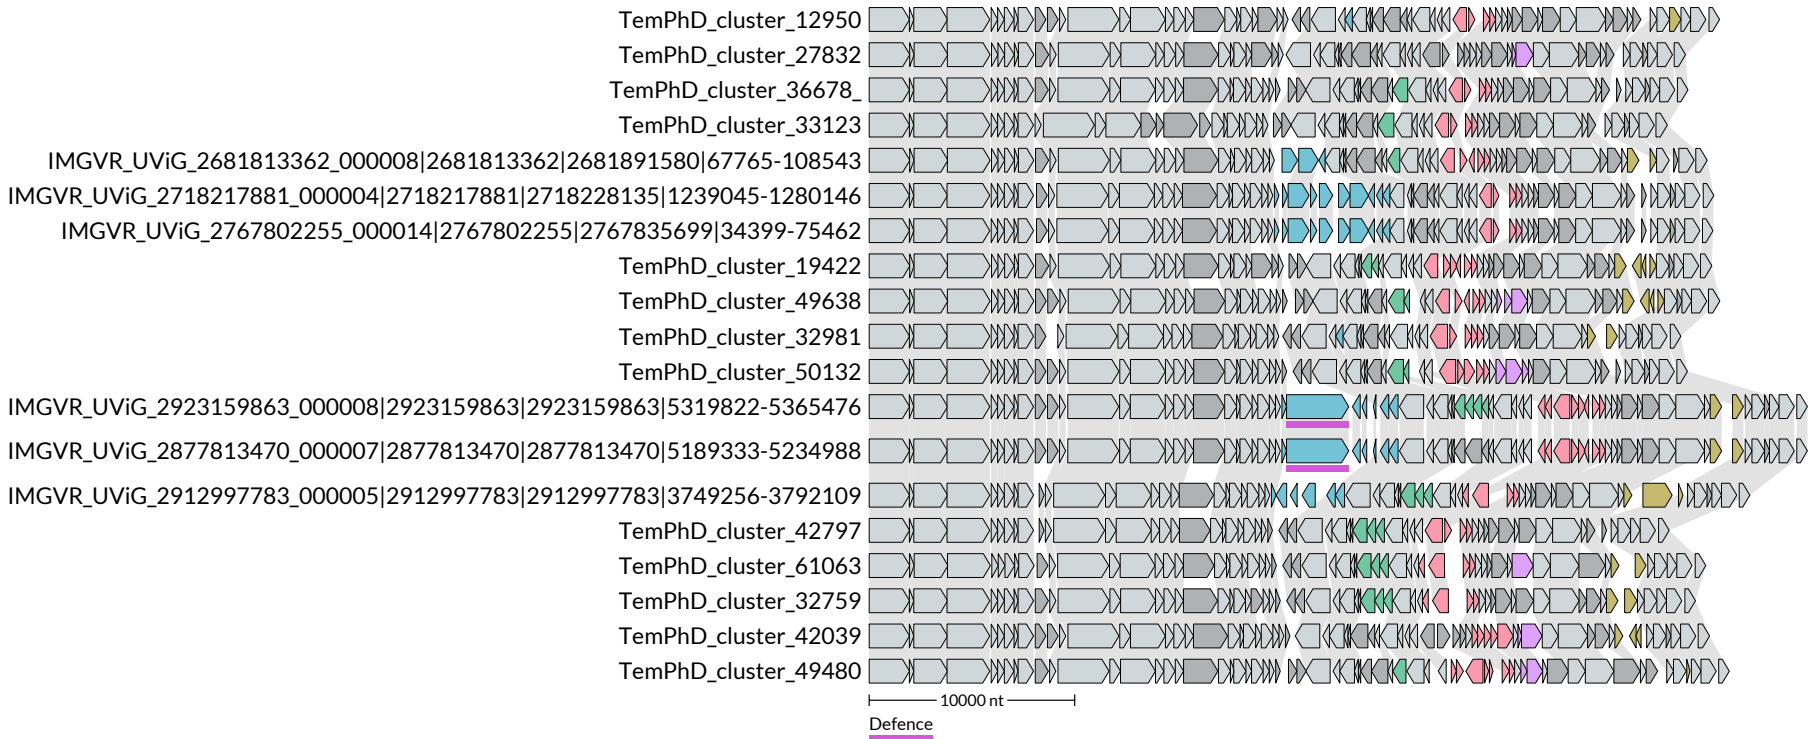 TemPhD_cluster_12950
TemPhD_cluster_27832
TemPhD_cluster_36678_
TemPhD_cluster_33123
IMGVR_UViG_2681813362_000008|2681813362|2681891580|67765-108543
IMGVR_UViG_2718217881_000004|2718217881|2718228135|1239045-1280146
IMGVR_UViG_2767802255_000014|2767802255|2767835699|34399-75462
TemPhD_cluster_19422
TemPhD_cluster_49638
TemPhD_cluster_32981
TemPhD_cluster_50132
IMGVR_UViG_2923159863_000008|2923159863|2923159863|5319822-5365476
IMGVR_UViG_2877813470_000007|2877813470|2877813470|5189333-5234988
IMGVR_UViG_2912997783_000005|2912997783|2912997783|3749256-3792109
TemPhD_cluster_42797
TemPhD_cluster_61063
TemPhD_cluster_32759
TemPhD_cluster_42039
TemPhD_cluster_49480
10000 nt
Defence